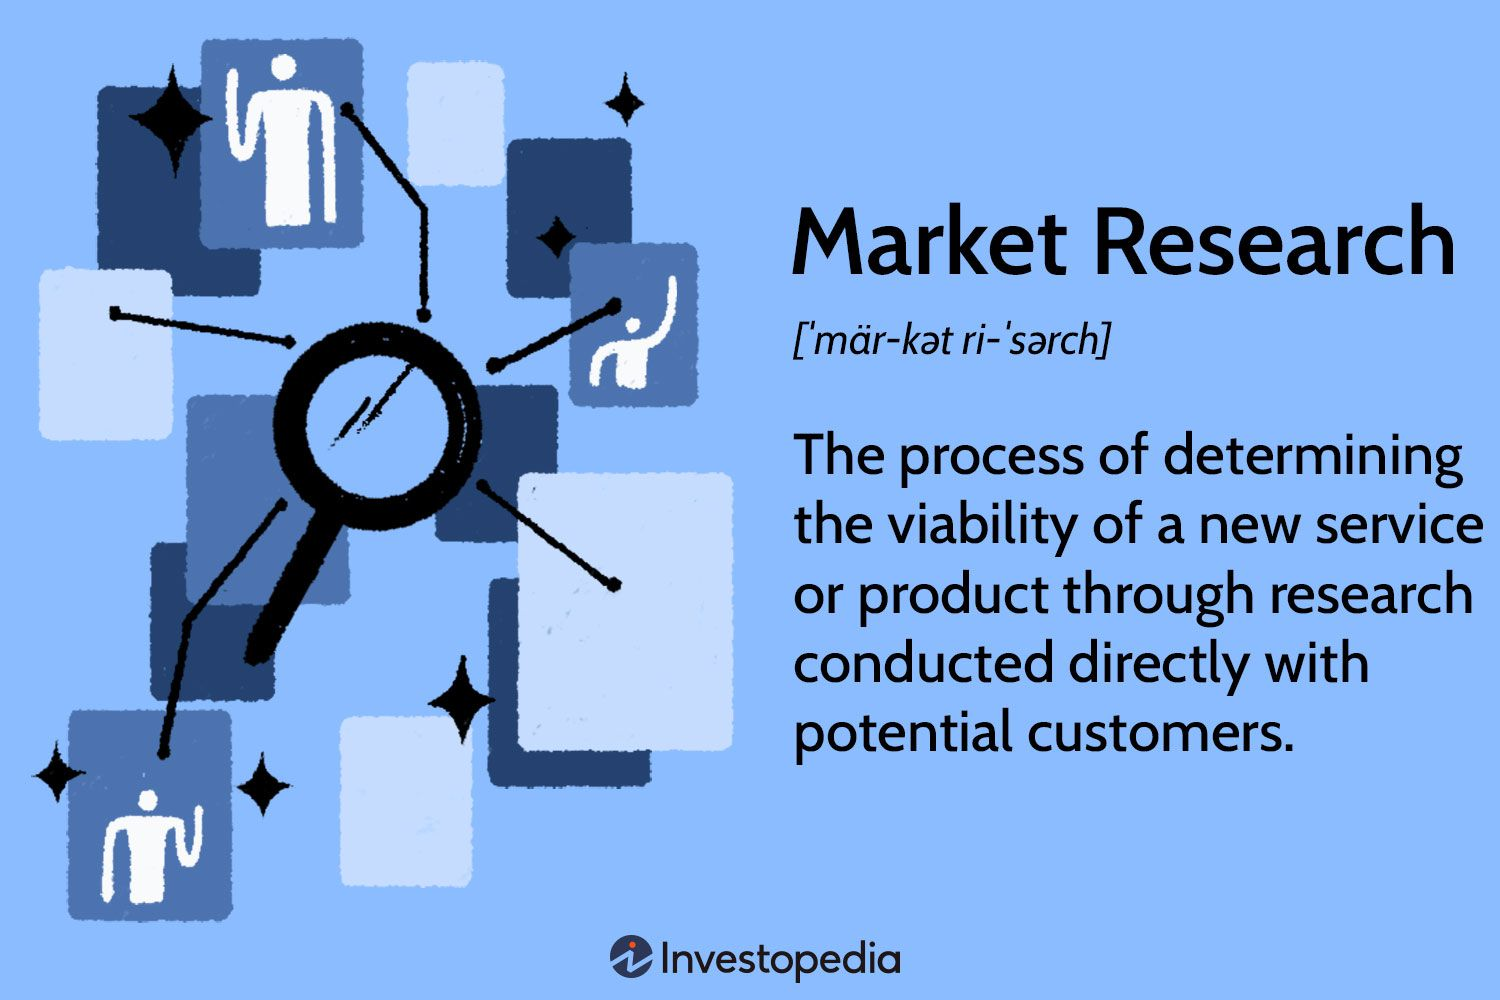 Market Research
[ˈmär-kət ri-ˈsərch]
The process of determining
the viability of a new service
or product through research
conducted directly with
potential customers.
Investopedia